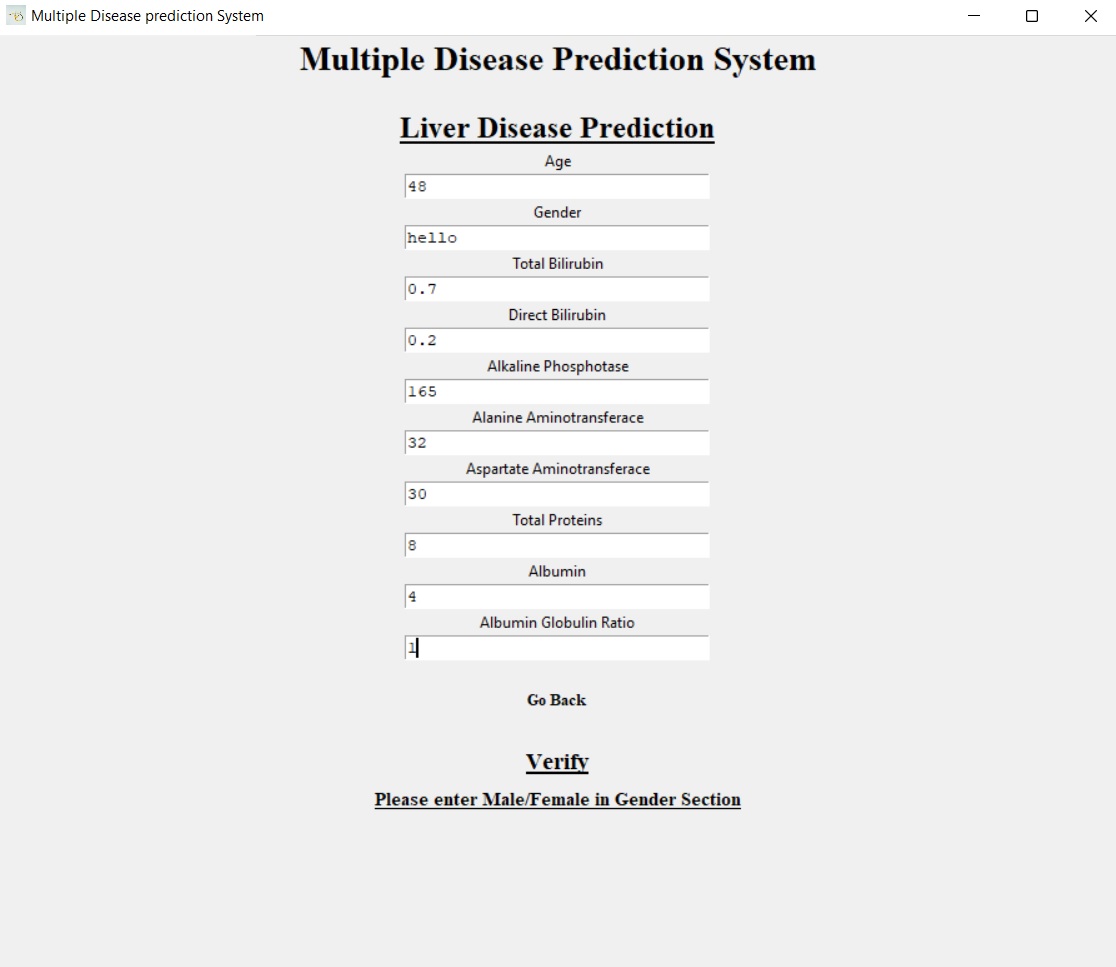 Multiple Disease prediction System
Multiple Disease Prediction System
Liver Disease Prediction
Age
48
Gender
hello
Total Bilirubin
0.7
Direct Bilirubin
0.2
Alkaline Phosphotase
165
Alanine Aminotransferace
32
Aspartate Aminotransferace
30
Total Proteins
8
Albumin
4
Albumin Globulin Ratio
1
Go Back
Verify
Please enter Male/Female in Gender Section